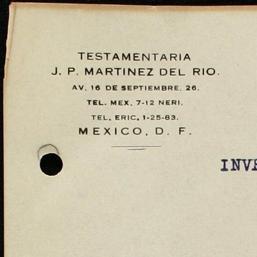 TESTAMENTARIA
J. P. MARTINEZ DEL RIO.
AV. 16 DE SEPTIEMBRE, 26.
TEL. MEX, 7-12 NERI.
TEL, ERIC, 1-25-83.
MEXICO, D. F.
INVE